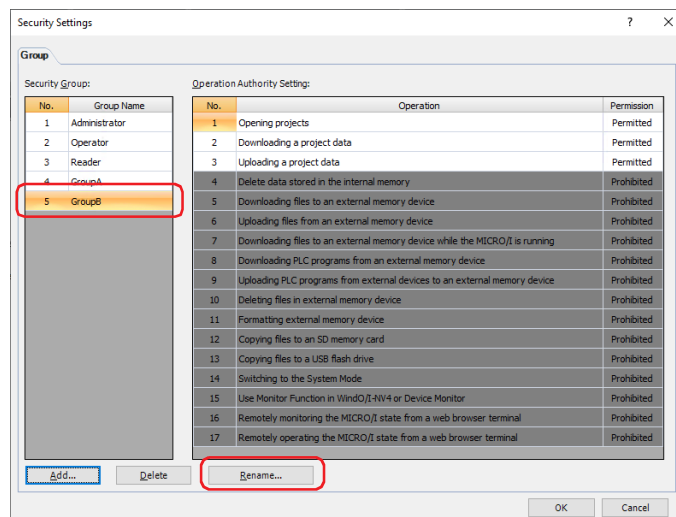 Security Settings ? ×
Group
Security Group: Operation Authority Setting:
No. Group Name No. Operation Permission
1 Administrator 1 Opening projects Permitted
2 Operator 2 Downloading a project data Permitted
3 Reader 3 Uploading a project data Permitted
4 GroupA 4 Delete data stored in the internal memory Prohibited
5 GroupB 5 Downloading files to an external memory device Prohibited
6 Uploading files from an external memory device Prohibited
7 Downloading files to an external memory device while the MICRO/I is running Prohibited
8 Downloading PLC programs from an external memory device Prohibited
9 Uploading PLC programs from external devices to an external memory device Prohibited
10 Deleting files in external memory device Prohibited
11 Formatting external memory device Prohibited
12 Copying files to an SD memory card Prohibited
13 Copying files to a USB flash drive Prohibited
14 Switching to the System Mode Prohibited
15 Use Monitor Function in WindO/I-NV4 or Device Monitor Prohibited
16 Remotely monitoring the MICRO/I state from a web browser terminal Prohibited
17 Remotely operating the MICRO/I state from a web browser terminal Prohibited
Add... Delete Rename...
OK Cancel